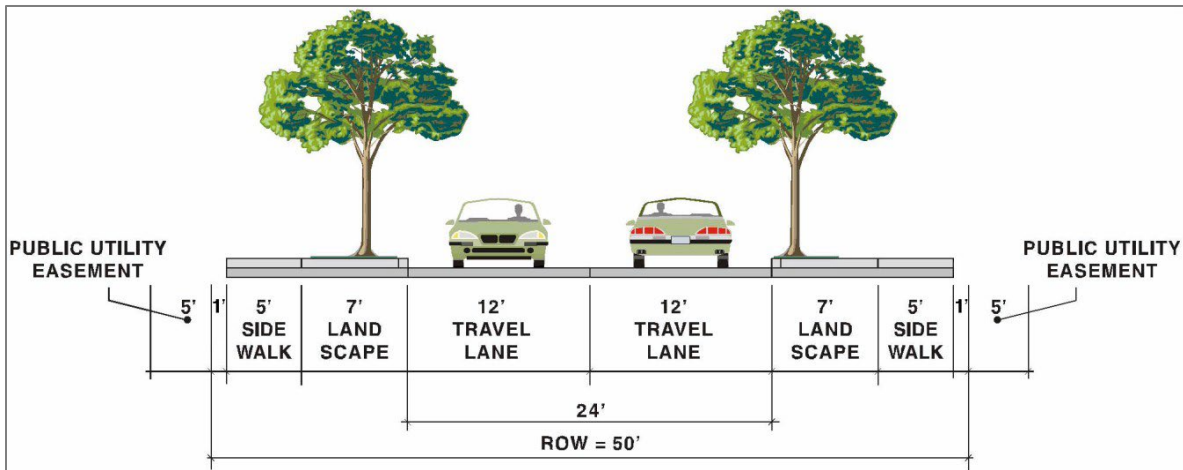 PUBLIC UTILITY
EASEMENT
PUBLIC UTILITY
EASEMENT
5' 1' 5' 7' 12' 12' 7' 5' 1' 5'
SIDE LAND TRAVEL TRAVEL LAND SIDE
WALK SCAPE LANE LANE SCAPE WALK
24'
ROW = 50'